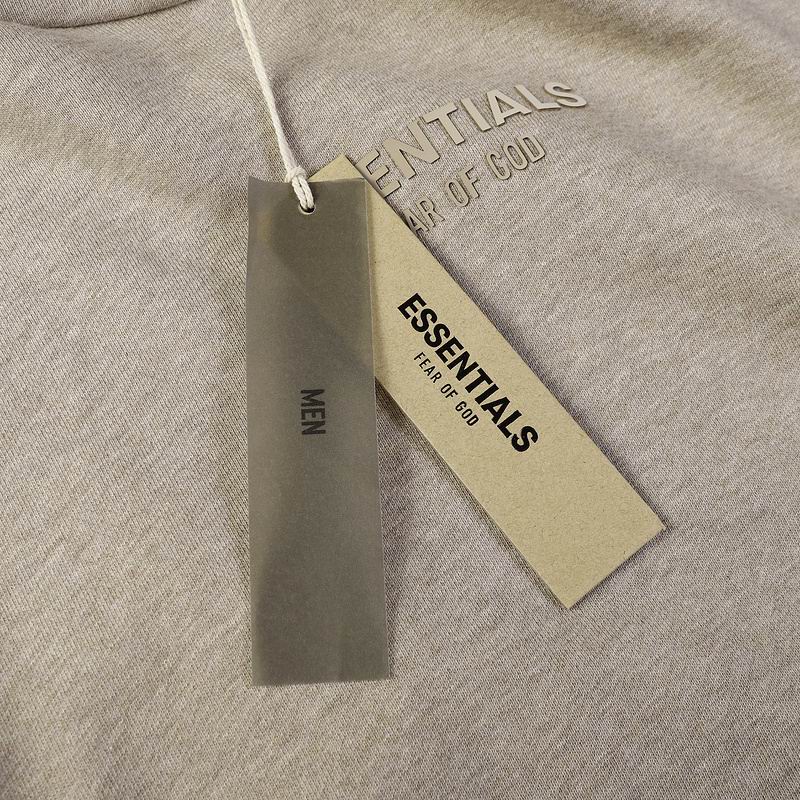 ENTIALS
AR OF GOD
ESSENTIALS
FEAR OF GOD
MEN